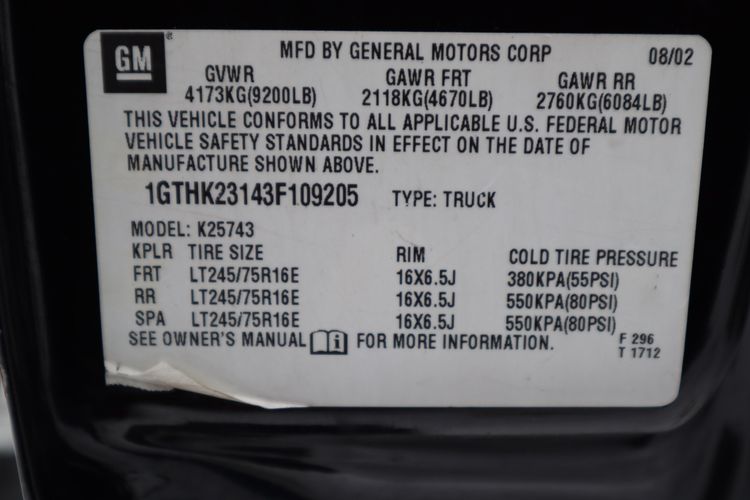 GM
MFD BY GENERAL MOTORS CORP 08/02
GVWR GAWR FRT GAWR RR
4173KG(9200LB) 2118KG(4670LB) 2760KG(6084LB)
THIS VEHICLE CONFORMS TO ALL APPLICABLE U.S. FEDERAL MOTOR
VEHICLE SAFETY STANDARDS IN EFFECT ON THE DATE OF
MANUFACTURE SHOWN ABOVE.
1GTHK23143F109205 TYPE: TRUCK
MODEL: K25743
KPLR TIRE SIZE RIM COLD TIRE PRESSURE
FRT LT245/75R16E 16X6.5J 380KPA(55PSI)
RR LT245/75R16E 16X6.5J 550KPA(80PSI)
SPA LT245/75R16E 16X6.5J 550KPA(80PSI)
SEE OWNER'S MANUAL i FOR MORE INFORMATION. F 296
T 1712